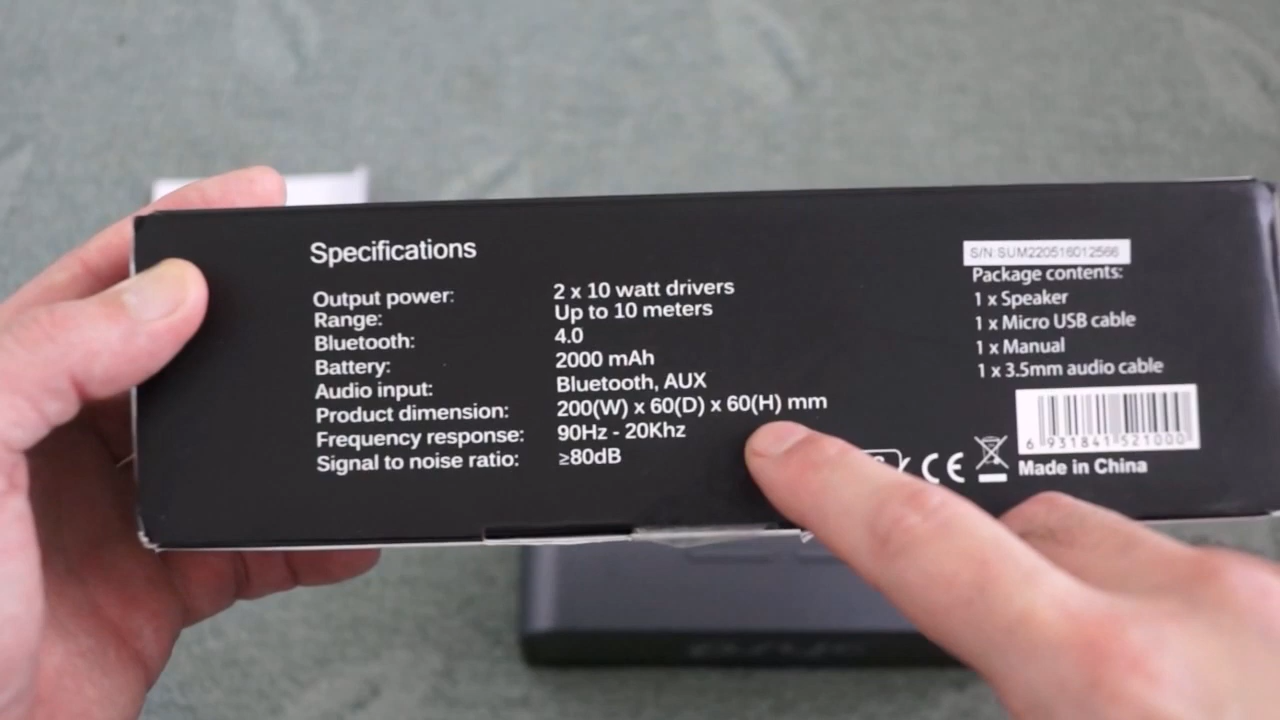 Specifications
Output power: 2 x 10 watt drivers
Range: Up to 10 meters
Bluetooth: 4.0
Battery: 2000 mAh
Audio input: Bluetooth, AUX
Product dimension: 200(W) x 60(D) x 60(H) mm
Frequency response: 90Hz - 20Khz
Signal to noise ratio: ≥80dB
S/N:SUM220516012566
Package contents:
1 x Speaker
1 x Micro USB cable
1 x Manual
1 x 3.5mm audio cable
6 931841 521000
CE
Made in China